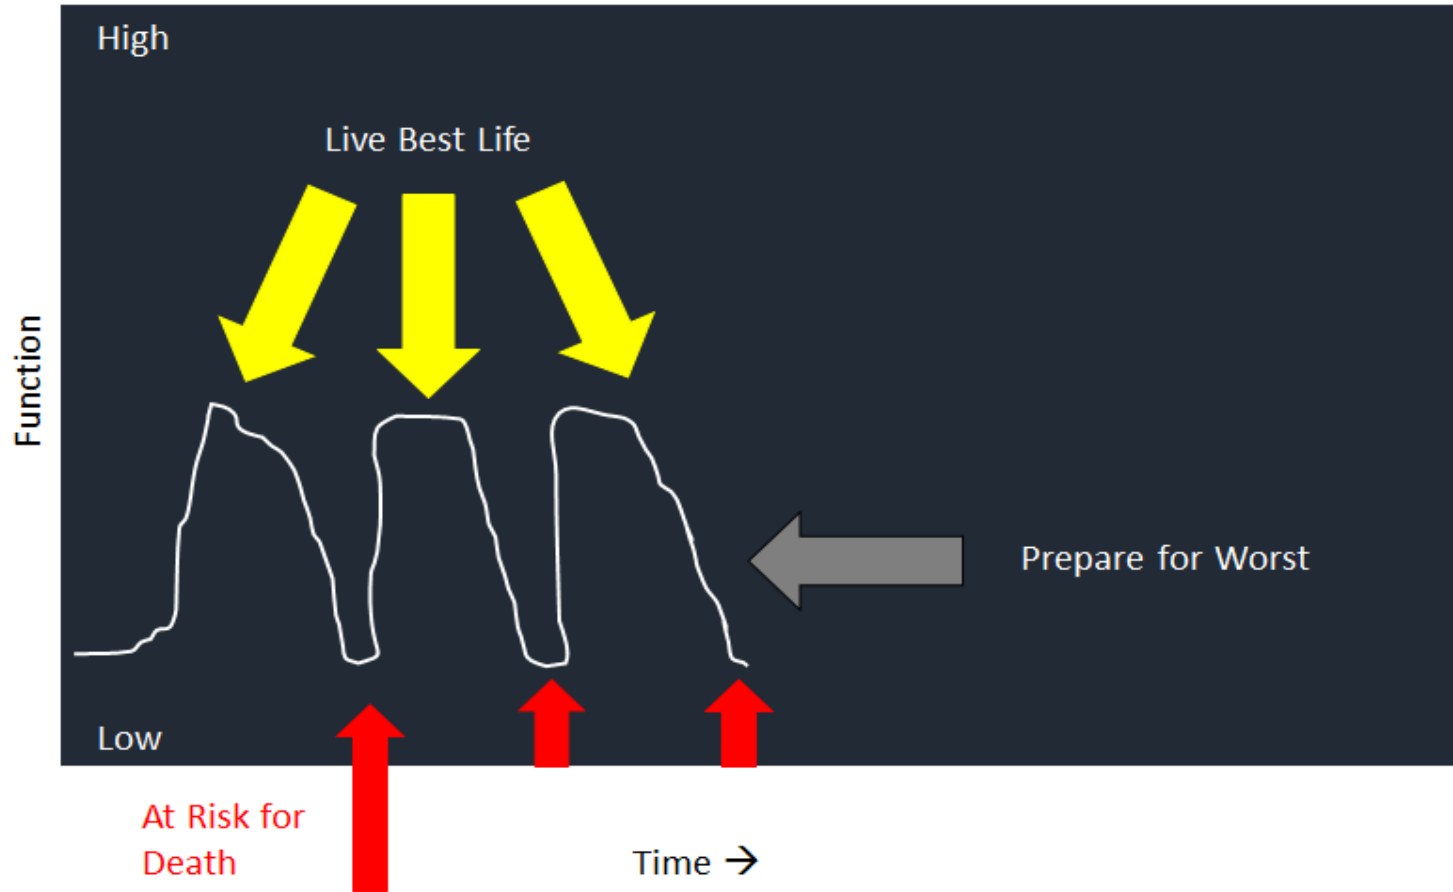 High
Live Best Life
Function
Prepare for Worst
Low
At Risk for
Death
Time →